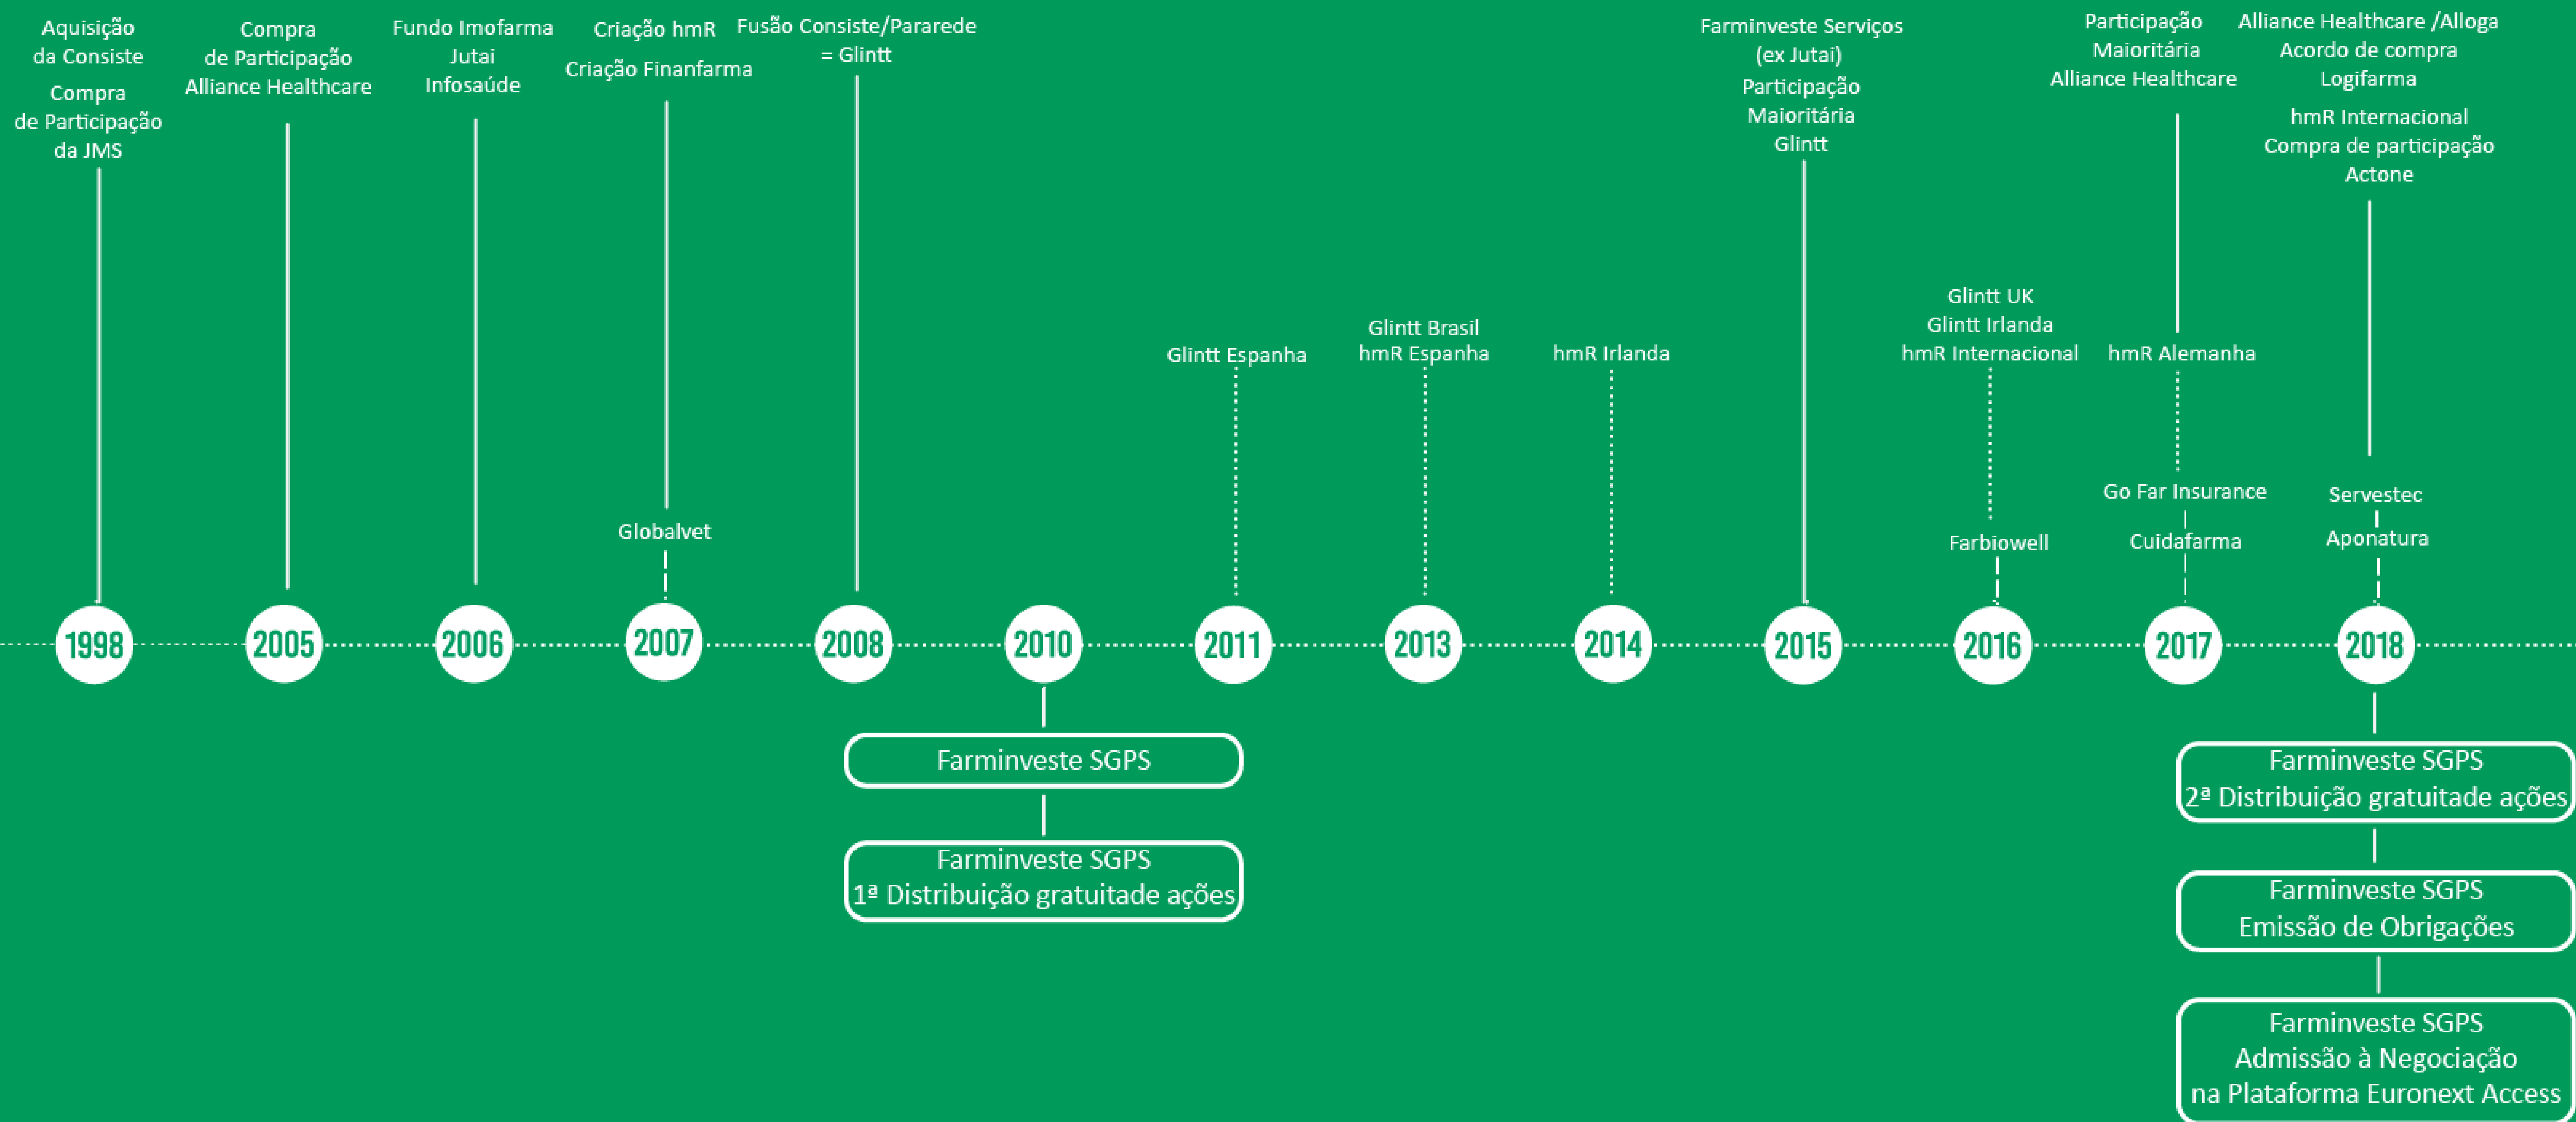 Aquisição
da Consiste
Compra
de Participação
da JMS
Compra
de Participação
Alliance Healthcare
Fundo Imofarma
Jutai
Infosaúde
Criação hmR
Criação Finanfarma
Globalvet
Fusão Consiste/Pararede
= Glintt
Glintt Espanha
Glintt Brasil
hmR Espanha
hmR Irlanda
Farminveste Serviços
(ex Jutai)
Participação
Maioritária
Glintt
Glintt UK
Glintt Irlanda
hmR Internacional
Farbiowell
Participação
Maioritária
Alliance Healthcare
hmR Alemanha
Go Far Insurance
Cuidafarma
Alliance Healthcare /Alloga
Acordo de compra
Logifarma
hmR Internacional
Compra de participação
Actone
Servestec
Aponatura
1998
2005
2006
2007
2008
2010
2011
2013
2014
2015
2016
2017
2018
Farminveste SGPS
Farminveste SGPS
1ª Distribuição gratuitade ações
Farminveste SGPS
2ª Distribuição gratuitade ações
Farminveste SGPS
Emissão de Obrigações
Farminveste SGPS
Admissão à Negociação
na Plataforma Euronext Access